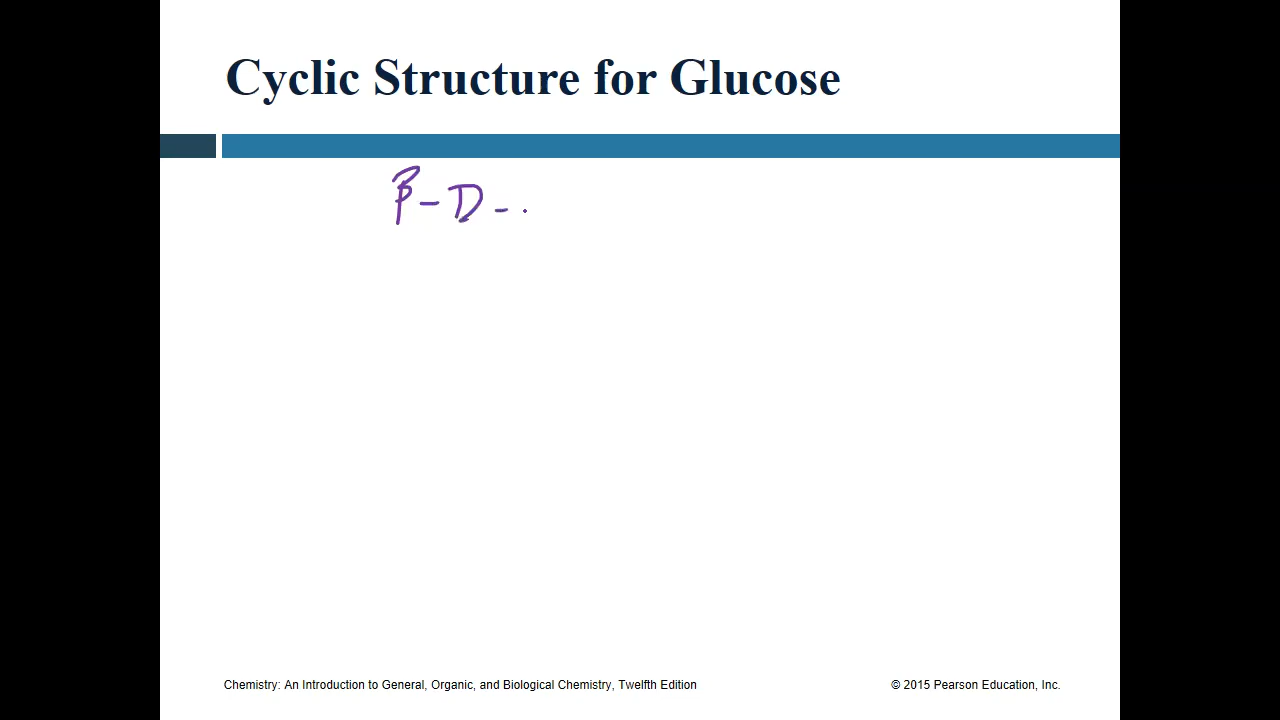 Cyclic Structure for Glucose
β-D-
Chemistry: An Introduction to General, Organic, and Biological Chemistry, Twelfth Edition
© 2015 Pearson Education, Inc.